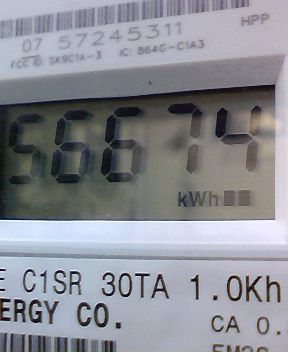 HPP
07 57245311
FCC ID: SK9C1A-3 IC: 864G-C1A3
56674
kWh
E C1SR 30TA 1.0Kh
ERGY CO.
CA 0.